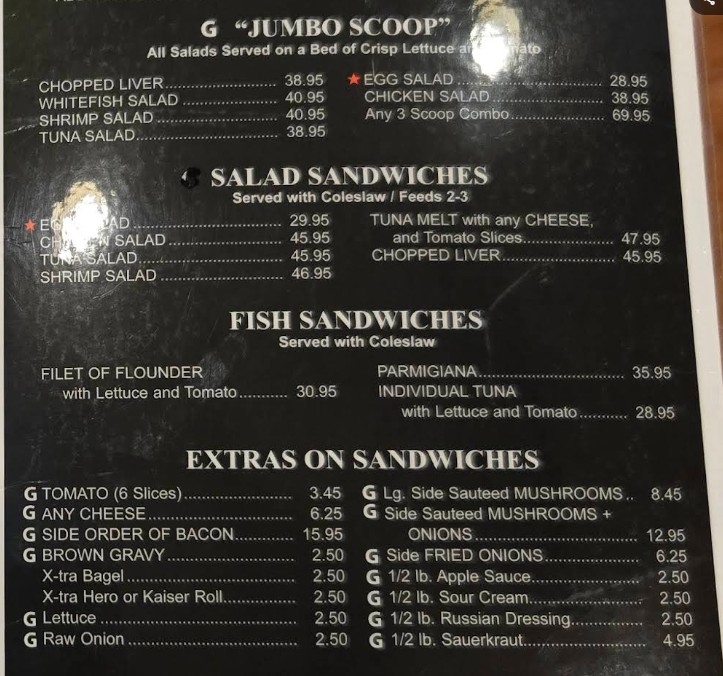 G "JUMBO SCOOP"
All Salads Served on a Bed of Crisp Lettuce
CHOPPED LIVER 38.95
WHITEFISH SALAD 40.95
SHRIMP SALAD 40.95
TUNA SALAD 38.95
★ EGG SALAD 28.95
CHICKEN SALAD 38.95
Any 3 Scoop Combo 69.95
SALAD SANDWICHES
Served with Coleslaw / Feeds 2-3
★ 29.95
SALAD 45.95
TUNA SALAD 45.95
SHRIMP SALAD 46.95
TUNA MELT with any CHEESE,
and Tomato Slices 47.95
CHOPPED LIVER 45.95
FISH SANDWICHES
Served with Coleslaw
FILET OF FLOUNDER
with Lettuce and Tomato 30.95
PARMIGIANA 35.95
INDIVIDUAL TUNA
with Lettuce and Tomato 28.95
EXTRAS ON SANDWICHES
G TOMATO (6 Slices) 3.45
G ANY CHEESE 6.25
G SIDE ORDER OF BACON 15.95
G BROWN GRAVY 2.50
X-tra Bagel 2.50
X-tra Hero or Kaiser Roll 2.50
G Lettuce 2.50
G Raw Onion 2.50
G Lg. Side Sauteed MUSHROOMS 8.45
G Side Sauteed MUSHROOMS +
ONIONS 12.95
G Side FRIED ONIONS 6.25
G 1/2 lb. Apple Sauce 2.50
G 1/2 lb. Sour Cream 2.50
G 1/2 lb. Russian Dressing 2.50
G 1/2 lb. Sauerkraut 4.95